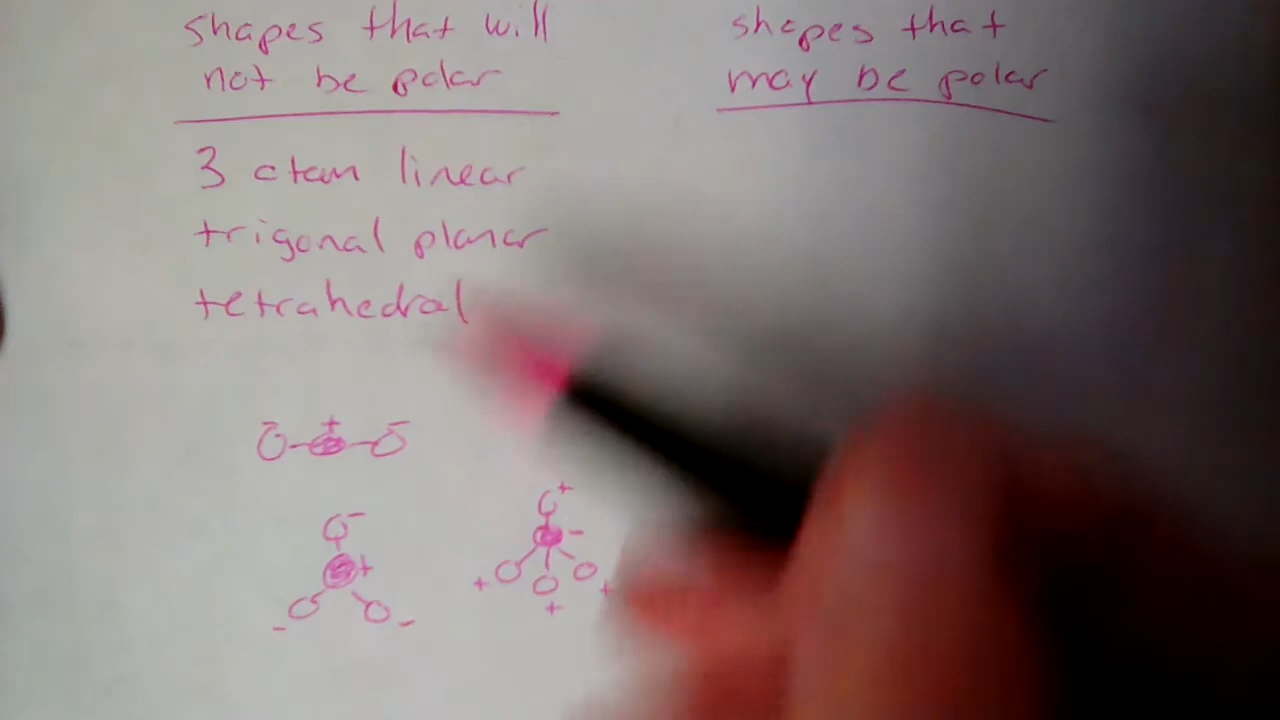 shapes that will
not be polar
shapes that
may be polar
3 atom linear
trigonal planar
tetrahedral
- + -
-
+
- -
+
-
+ + +